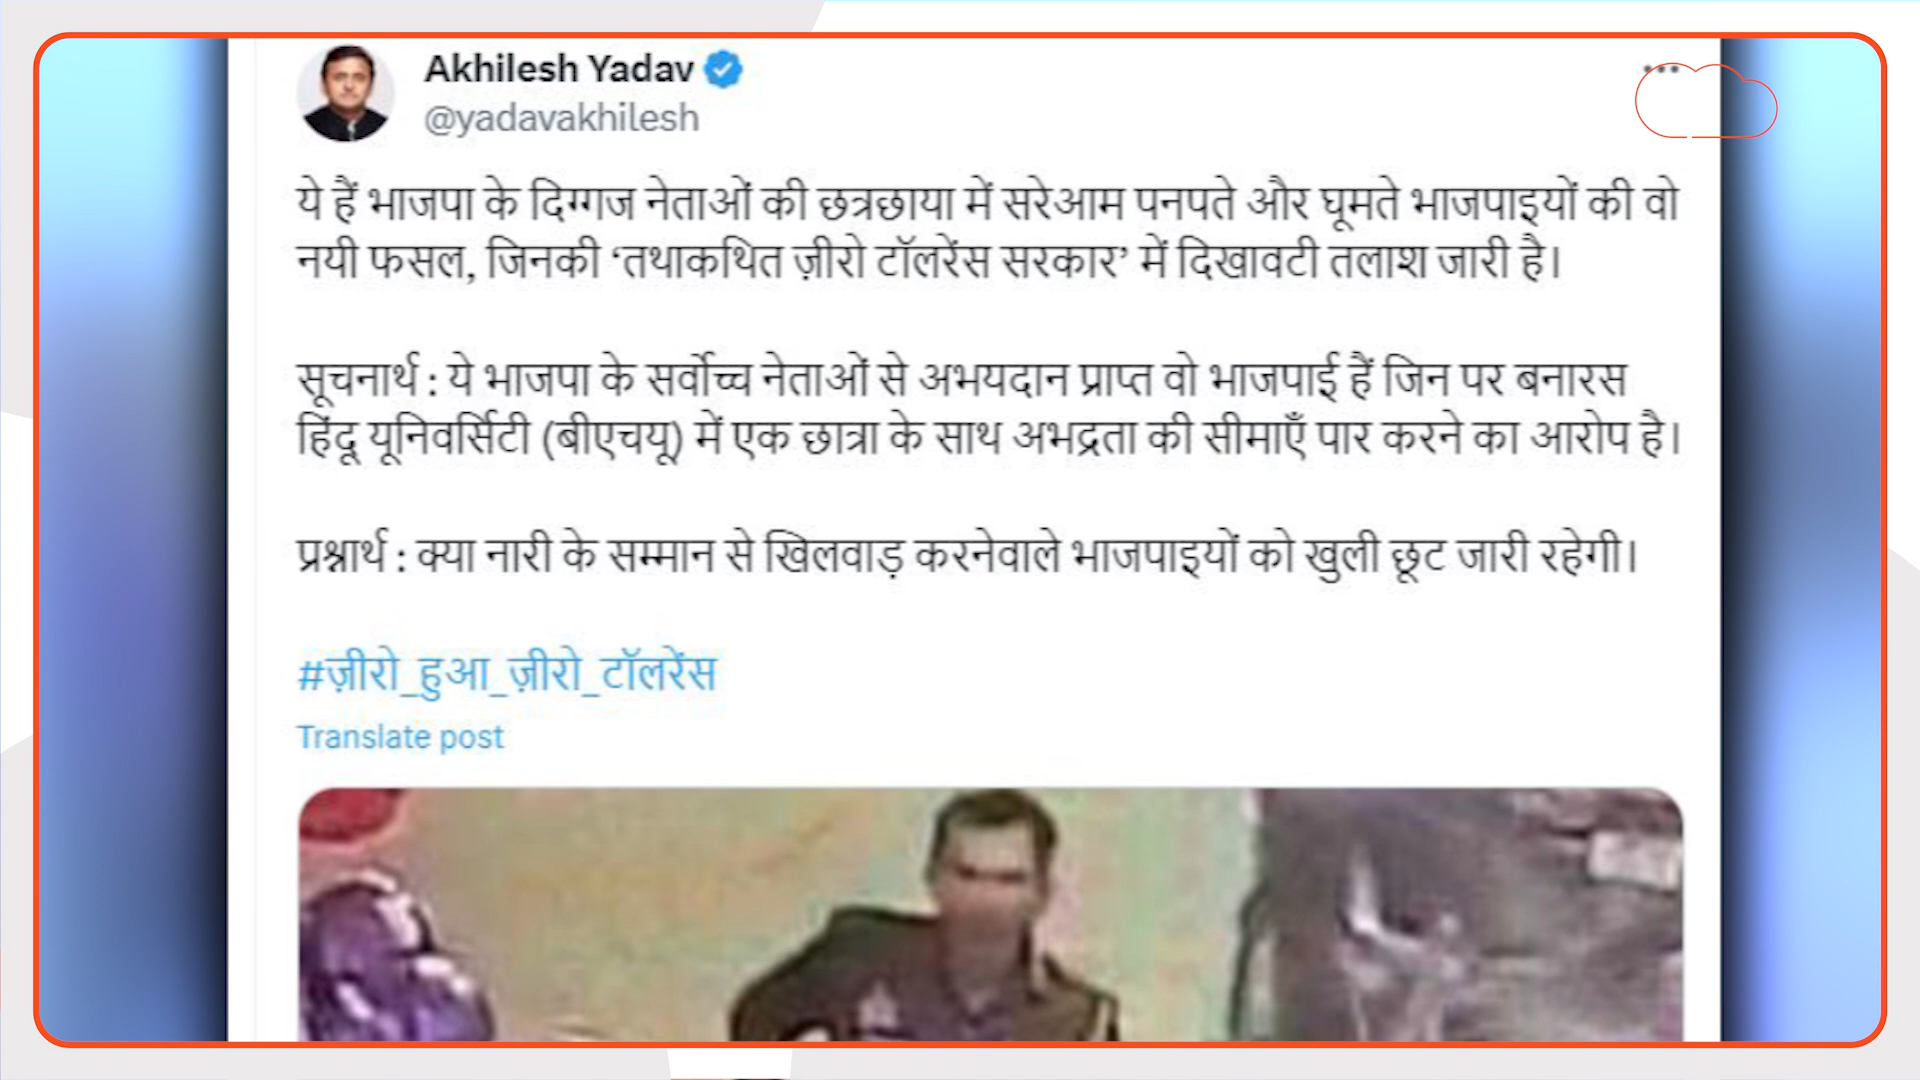 Akhilesh Yadav
@yadavakhilesh
ये हैं भाजपा के दिग्गज नेताओं की छत्रछाया में सरेआम पनपते और घूमते भाजपाइयों की वो
नयी फसल, जिनकी ‘तथाकथित ज़ीरो टॉलरेंस सरकार’ में दिखावटी तलाश जारी है।
सूचनार्थ : ये भाजपा के सर्वोच्च नेताओं से अभयदान प्राप्त वो भाजपाई हैं जिन पर बनारस
हिंदू यूनिवर्सिटी (बीएचयू) में एक छात्रा के साथ अभद्रता की सीमाएँ पार करने का आरोप है।
प्रश्नार्थ : क्या नारी के सम्मान से खिलवाड़ करनेवाले भाजपाइयों को खुली छूट जारी रहेगी।
#ज़ीरो_हुआ_ज़ीरो_टॉलरेंस
Translate post